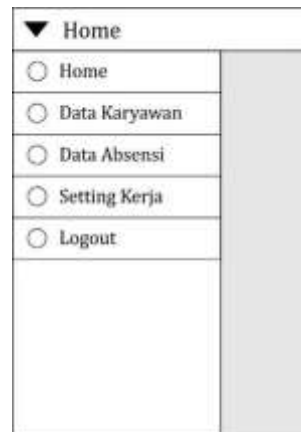 Home
Home
Data Karyawan
Data Absensi
Setting Kerja
Logout